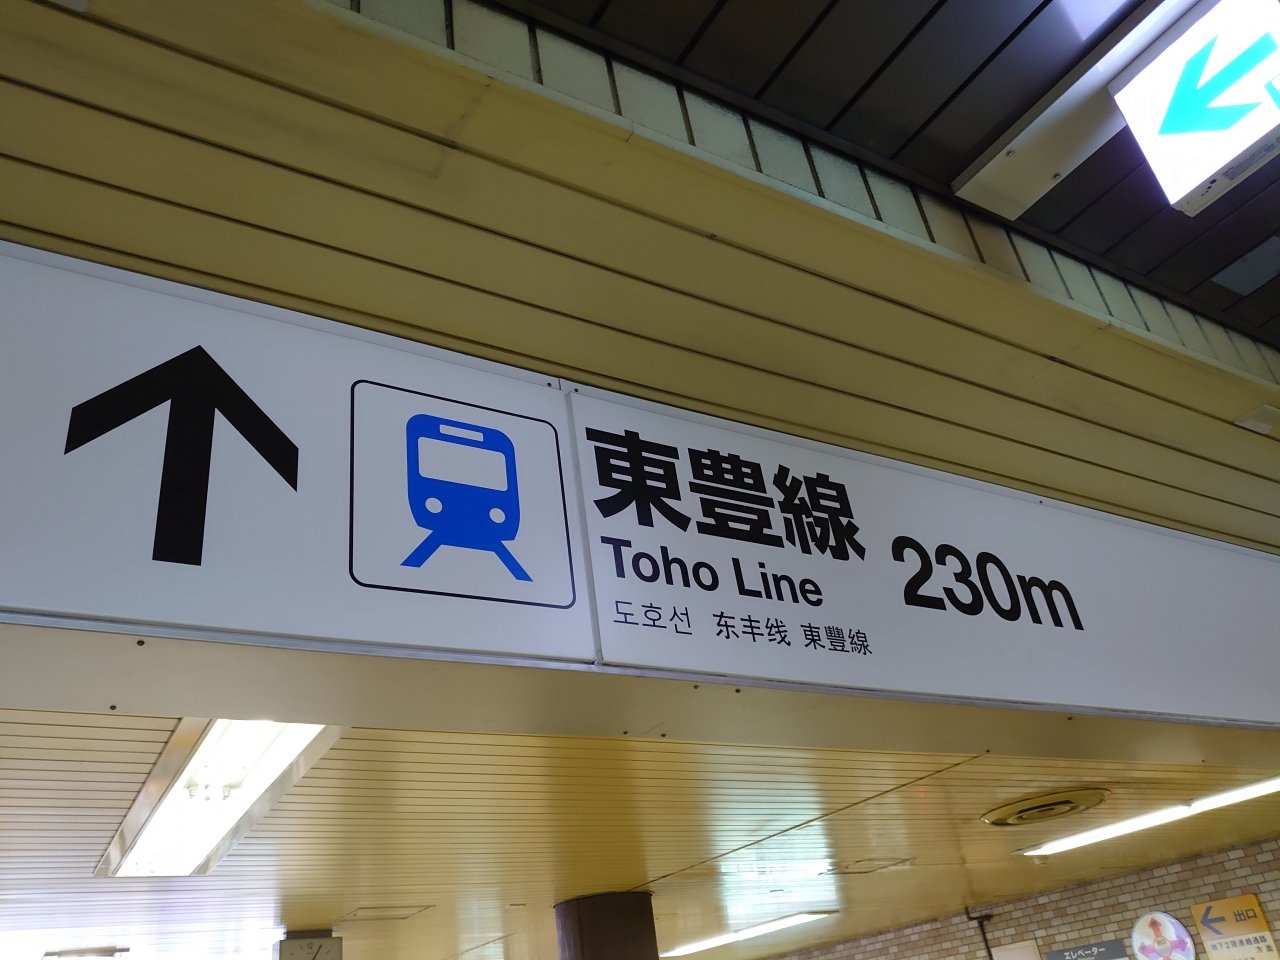 東豊線 230m
Toho Line
도호선 东丰线 東豐線
エレベーター
出口